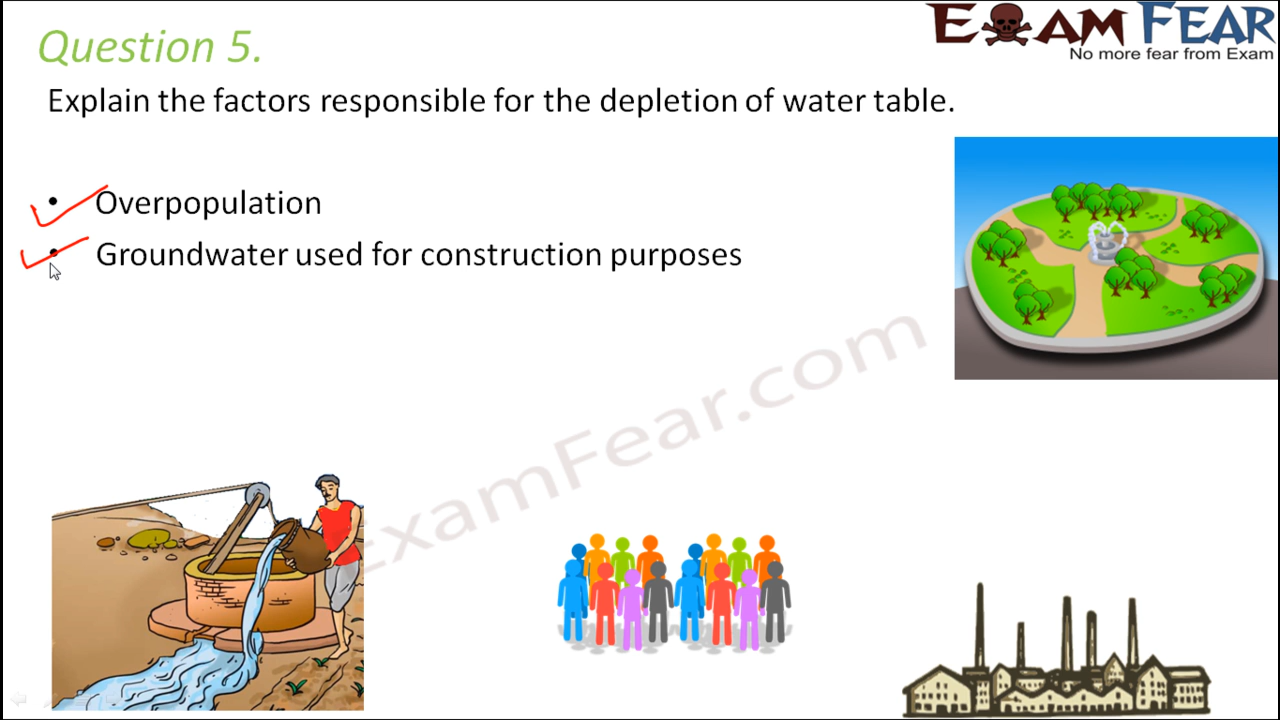 Question 5.
EXAM FEAR
No more fear from Exam
Explain the factors responsible for the depletion of water table.
• Overpopulation
• Groundwater used for construction purposes
ExamFear.com